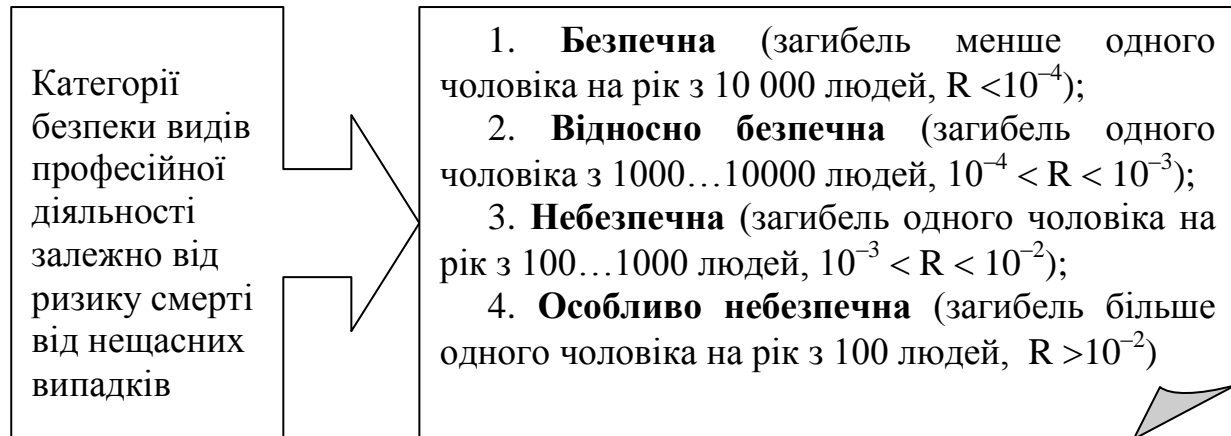 Категорії
безпеки видів
професійної
діяльності
залежно від
ризику смерті
від нещасних
випадків
1. Безпечна (загибель менше одного
чоловіка на рік з 10 000 людей, R <10⁻⁴);
2. Відносно безпечна (загибель одного
чоловіка з 1000…10000 людей, 10⁻⁴ < R < 10⁻³);
3. Небезпечна (загибель одного чоловіка на
рік з 100…1000 людей, 10⁻³ < R < 10⁻²);
4. Особливо небезпечна (загибель більше
одного чоловіка на рік з 100 людей, R >10⁻²)